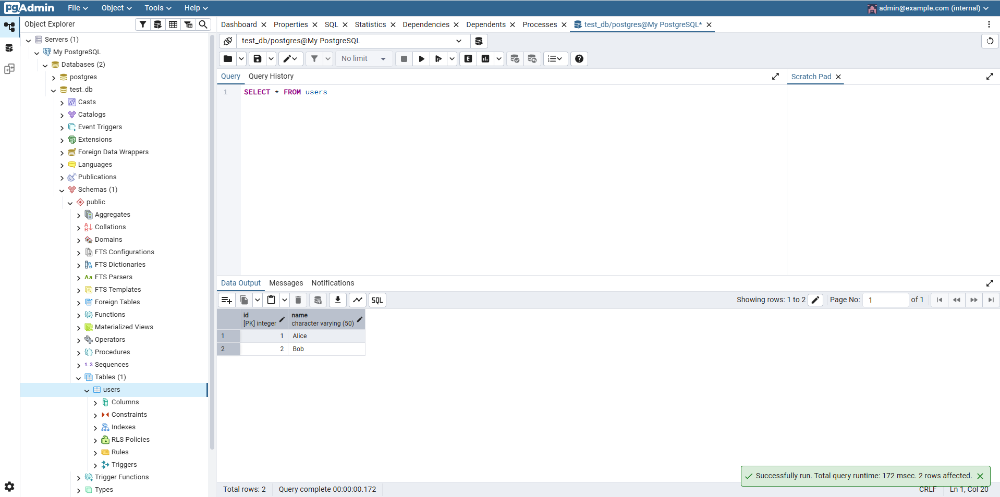 pgAdmin File Object Tools Help admin@example.com (internal)
Object Explorer
Dashboard Properties SQL Statistics Dependencies Dependents Processes test_db/postgres@My PostgreSQL*
Servers (1)
My PostgreSQL
Databases (2)
postgres
test_db
Casts
Catalogs
Event Triggers
Extensions
Foreign Data Wrappers
Languages
Publications
Schemas (1)
public
Aggregates
Collations
Domains
FTS Configurations
FTS Dictionaries
Aa FTS Parsers
FTS Templates
Foreign Tables
Functions
Materialized Views
Operators
Procedures
1..3 Sequences
Tables (1)
users
Columns
Constraints
Indexes
RLS Policies
Rules
Triggers
Trigger Functions
Types
test_db/postgres@My PostgreSQL
No limit E
Query Query History
Scratch Pad
1 SELECT * FROM users
Data Output Messages Notifications
SQL Showing rows: 1 to 2 Page No: 1 of 1
id name
[PK] integer character varying (50)
1 1 Alice
2 2 Bob
Successfully run. Total query runtime: 172 msec. 2 rows affected.
Total rows: 2 Query complete 00:00:00.172 CRLF Ln 1, Col 20